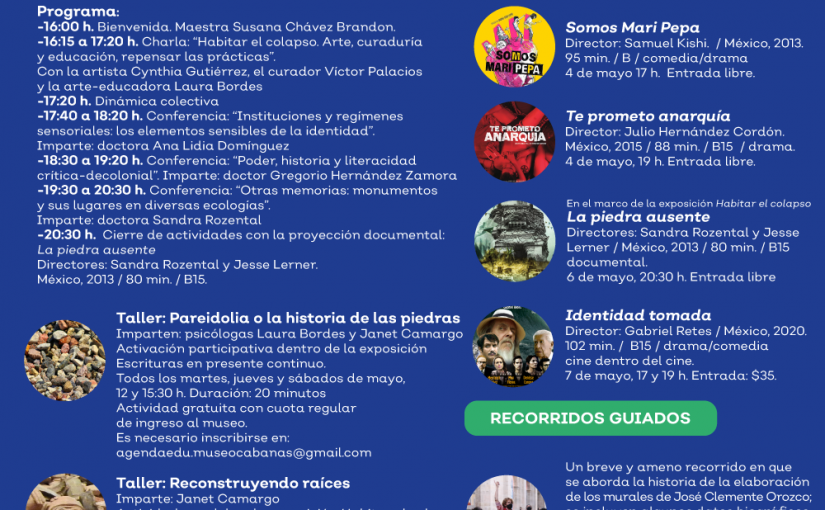 Programa:
-16:00 h. Bienvenida. Maestra Susana Chávez Brandon.
-16:15 a 17:20 h. Charla: “Habitar el colapso. Arte, curaduría
y educación, repensar las prácticas”.
Con la artista Cynthia Gutiérrez, el curador Víctor Palacios
y la arte-educadora Laura Bordes
-17:20 h. Dinámica colectiva
-17:40 a 18:20 h. Conferencia: “Instituciones y regímenes
sensoriales: los elementos sensibles de la identidad”.
Imparte: doctora Ana Lidia Domínguez
-18:30 a 19:20 h. Conferencia: “Poder, historia y literacidad
crítica-decolonial”. Imparte: doctor Gregorio Hernández Zamora
-19:30 a 20:30 h. Conferencia: “Otras memorias: monumentos
y sus lugares en diversas ecologías”.
Imparte: doctora Sandra Rozental
-20:30 h. Cierre de actividades con la proyección documental:
La piedra ausente
Directores: Sandra Rozental y Jesse Lerner.
México, 2013 / 80 min. / B15.
Taller: Pareidolia o la historia de las piedras
Imparten: psicólogas Laura Bordes y Janet Camargo
Activación participativa dentro de la exposición
Escrituras en presente continuo.
Todos los martes, jueves y sábados de mayo,
12 y 15:30 h. Duración: 20 minutos
Actividad gratuita con cuota regular
de ingreso al museo.
Es necesario inscribirse en:
agendaedu.museocabanas@gmail.com
Taller: Reconstruyendo raíces
Imparte: Janet Camargo
SOMOS
MARI PEPA
Somos Mari Pepa
Director: Samuel Kishi. / México, 2013.
95 min. / B / comedia/drama
4 de mayo 17 h. Entrada libre.
TE PROMETO
ANARQUÍA
Te prometo anarquía
Director: Julio Hernández Cordón.
México, 2015 / 88 min. / B15 / drama.
4 de mayo, 19 h. Entrada libre.
En el marco de la exposición Habitar el colapso
La piedra ausente
Directores: Sandra Rozental y Jesse
Lerner / México, 2013 / 80 min. / B15
documental.
6 de mayo, 20:30 h. Entrada libre
Identidad tomada
Director: Gabriel Retes / México, 2020.
102 min. / B15 / drama/comedia
cine dentro del cine.
7 de mayo, 17 y 19 h. Entrada: $35.
RECORRIDOS GUIADOS
Un breve y ameno recorrido en que
se aborda la historia de la elaboración
de los murales de José Clemente Orozco;